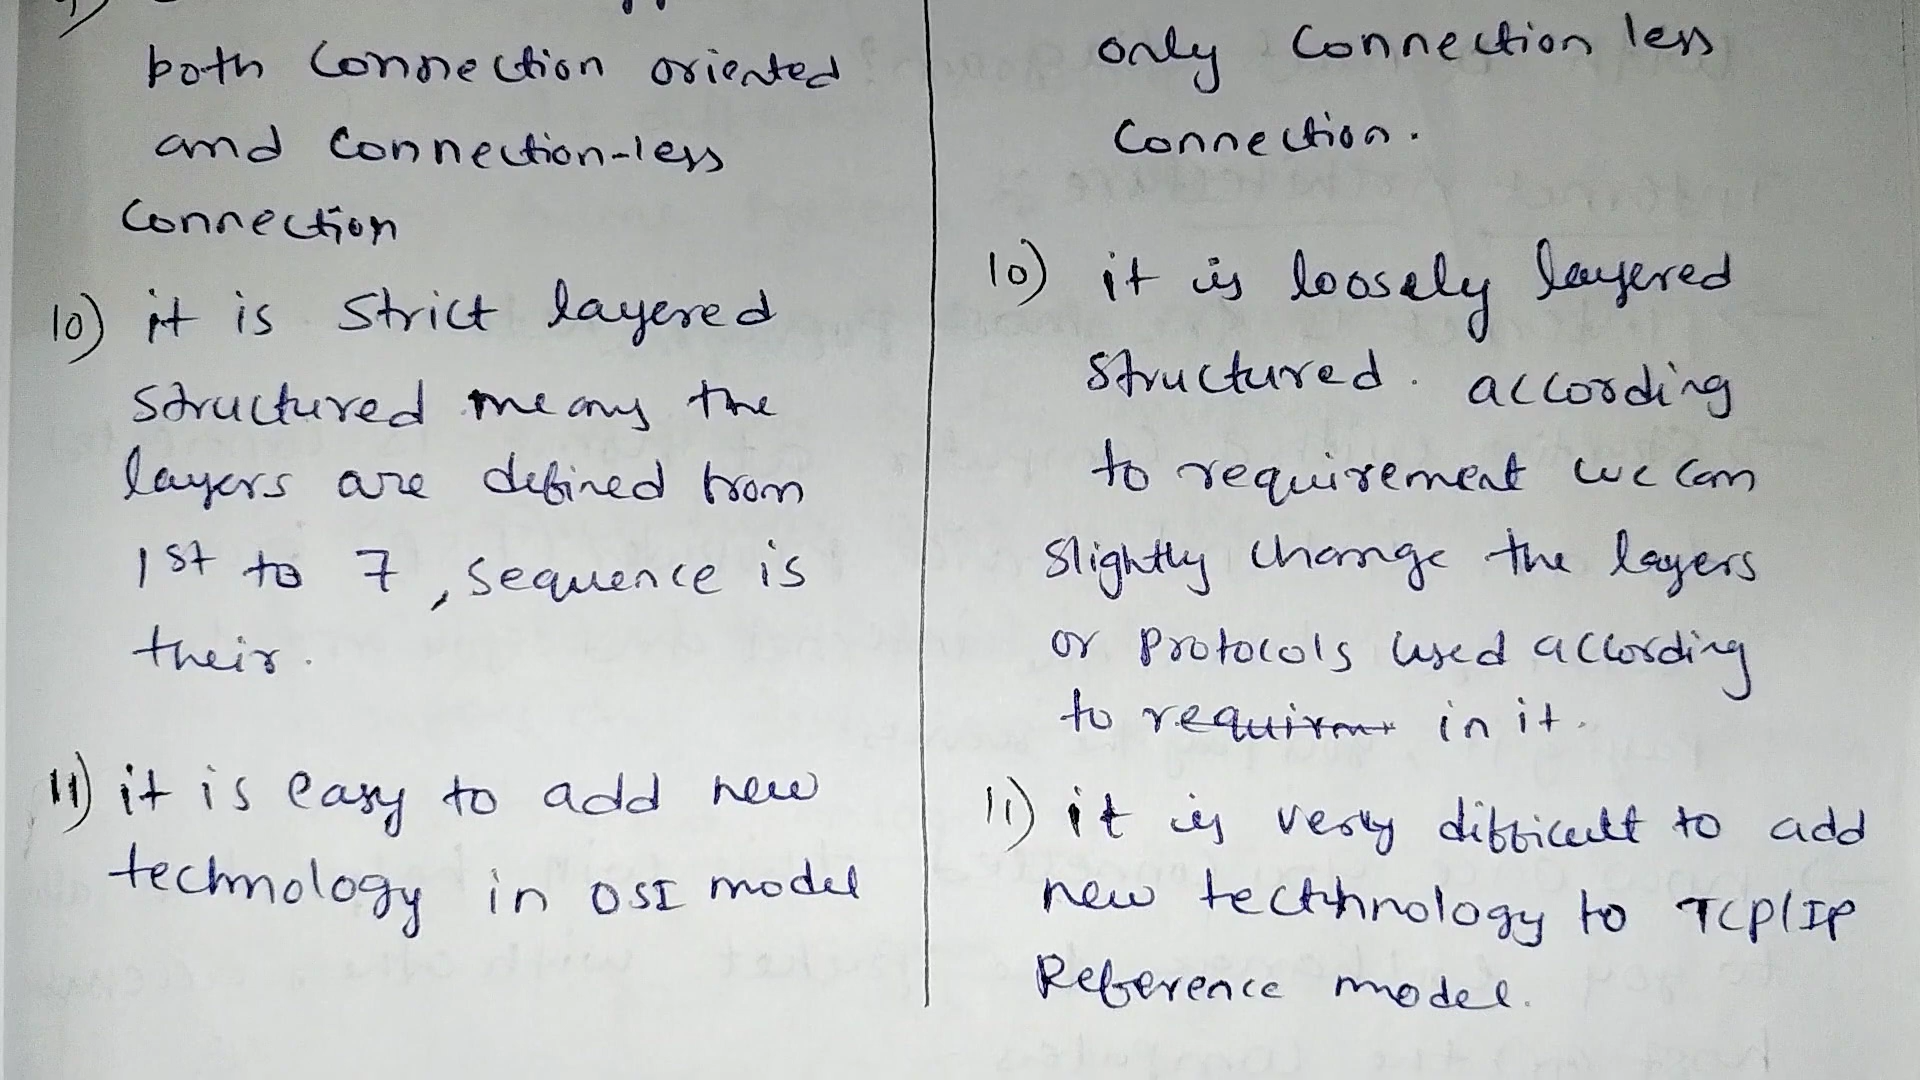 both Connection oriented
and Connection-less
Connection
10) it is Strict layered
structured means the
layers are defined from
1st to 7, sequence is
their.
11) it is easy to add new
technology in OSI model
only Connection less
Connection.
10) it is loosely layered
structured. according
to requirement we can
slightly change the layers
or Protocols used according
to in it.
11) it is very difficult to add
new techhnology to TCP/IP
Reference model.